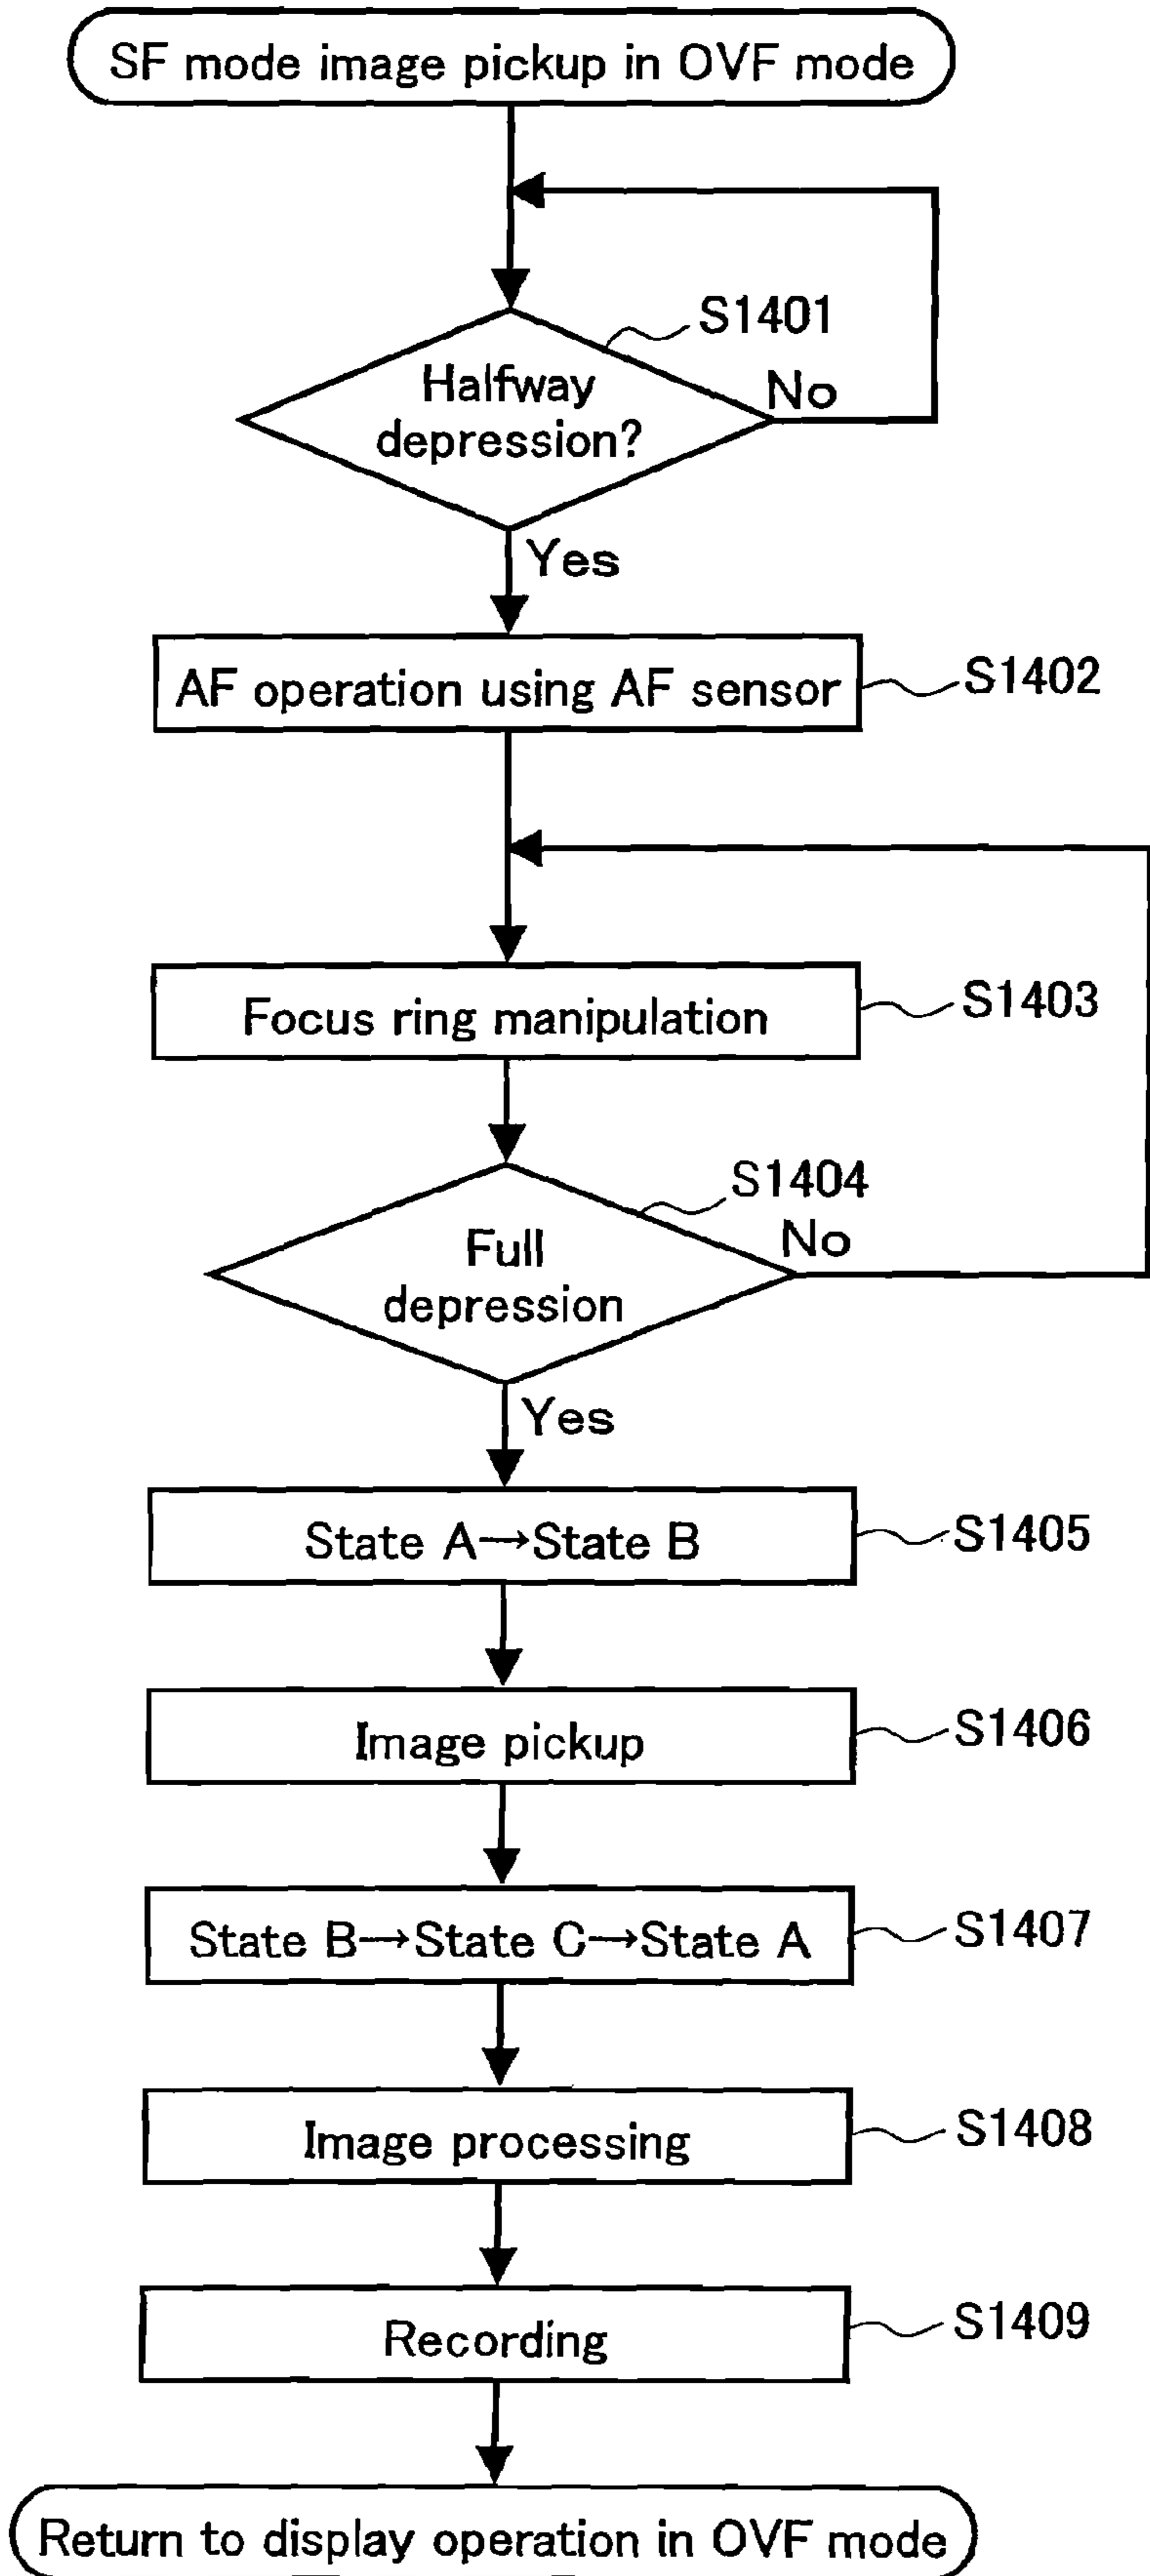 SF mode image pickup in OVF mode
S1401
Halfway
depression?
No
Yes
AF operation using AF sensor
S1402
Focus ring manipulation
S1403
S1404
Full
depression
No
Yes
State A→State B
S1405
Image pickup
S1406
State B→State C→State A
S1407
Image processing
S1408
Recording
S1409
Return to display operation in OVF mode